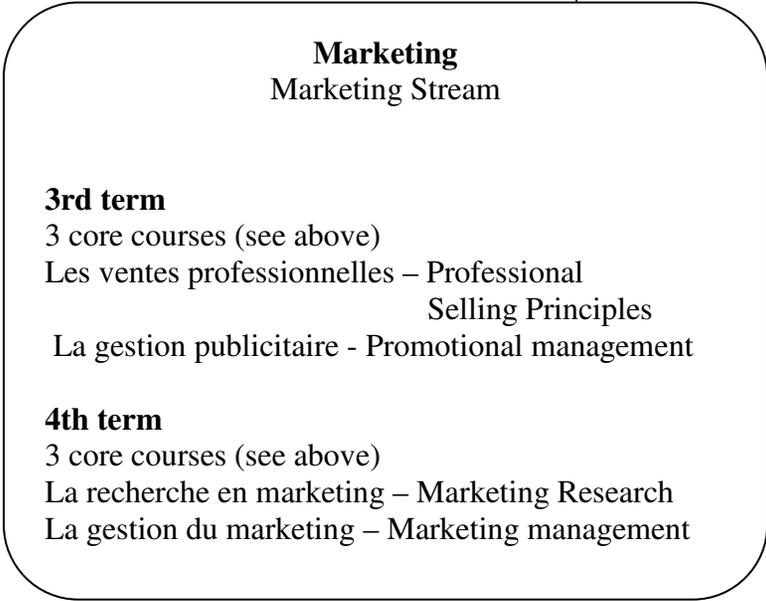 Marketing
Marketing Stream
3rd term
3 core courses (see above)
Les ventes professionnelles – Professional
Selling Principles
La gestion publicitaire - Promotional management
4th term
3 core courses (see above)
La recherche en marketing – Marketing Research
La gestion du marketing – Marketing management